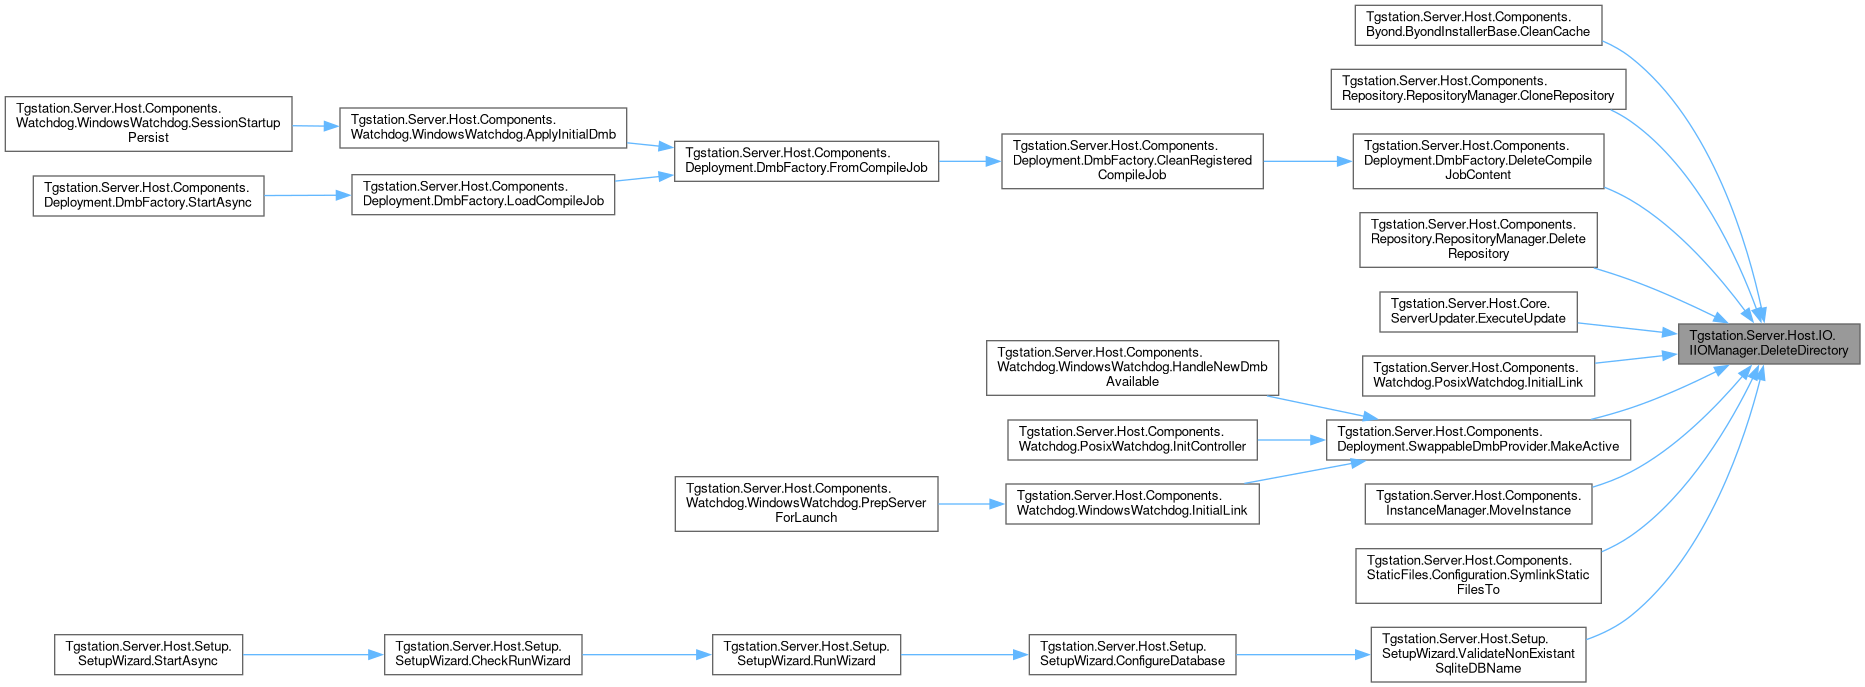 Tgstation.Server.Host.Components.
Byond.ByondInstallerBase.CleanCache
Tgstation.Server.Host.Components.
Repository.RepositoryManager.CloneRepository
Tgstation.Server.Host.Components.
Watchdog.WindowsWatchdog.SessionStartup
Persist
Tgstation.Server.Host.Components.
Watchdog.WindowsWatchdog.ApplyInitialDmb
Tgstation.Server.Host.Components.
Deployment.DmbFactory.FromCompileJob
Tgstation.Server.Host.Components.
Deployment.DmbFactory.CleanRegistered
CompileJob
Tgstation.Server.Host.Components.
Deployment.DmbFactory.DeleteCompile
JobContent
Tgstation.Server.Host.Components.
Deployment.DmbFactory.StartAsync
Tgstation.Server.Host.Components.
Deployment.DmbFactory.LoadCompileJob
Tgstation.Server.Host.Components.
Repository.RepositoryManager.Delete
Repository
Tgstation.Server.Host.Core.
ServerUpdater.ExecuteUpdate
Tgstation.Server.Host.IO.
IIOManager.DeleteDirectory
Tgstation.Server.Host.Components.
Watchdog.WindowsWatchdog.HandleNewDmb
Available
Tgstation.Server.Host.Components.
Watchdog.PosixWatchdog.InitialLink
Tgstation.Server.Host.Components.
Watchdog.PosixWatchdog.InitController
Tgstation.Server.Host.Components.
Deployment.SwappableDmbProvider.MakeActive
Tgstation.Server.Host.Components.
Watchdog.WindowsWatchdog.PrepServer
ForLaunch
Tgstation.Server.Host.Components.
Watchdog.WindowsWatchdog.InitialLink
Tgstation.Server.Host.Components.
InstanceManager.MoveInstance
Tgstation.Server.Host.Components.
StaticFiles.Configuration.SymlinkStatic
FilesTo
Tgstation.Server.Host.Setup.
SetupWizard.StartAsync
Tgstation.Server.Host.Setup.
SetupWizard.CheckRunWizard
Tgstation.Server.Host.Setup.
SetupWizard.RunWizard
Tgstation.Server.Host.Setup.
SetupWizard.ConfigureDatabase
Tgstation.Server.Host.Setup.
SetupWizard.ValidateNonExistant
SqliteDBName